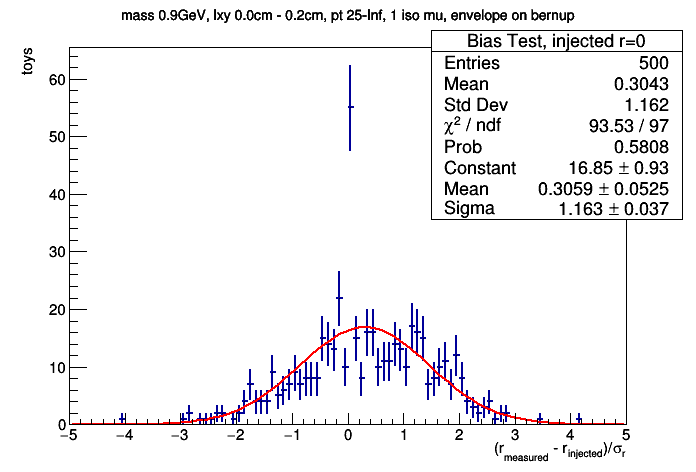 mass 0.9GeV, lxy 0.0cm - 0.2cm, pt 25-Inf, 1 iso mu, envelope on bernup
Bias Test, injected r=0
Entries 500
Mean 0.3043
Std Dev 1.162
χ² / ndf 93.53 / 97
Prob 0.5808
Constant 16.85 ± 0.93
Mean 0.3059 ± 0.0525
Sigma 1.163 ± 0.037
toys
60
50
40
30
20
10
0
−5 −4 −3 −2 −1 0 1 2 3 4 5
(r_measured - r_injected)/σ_r